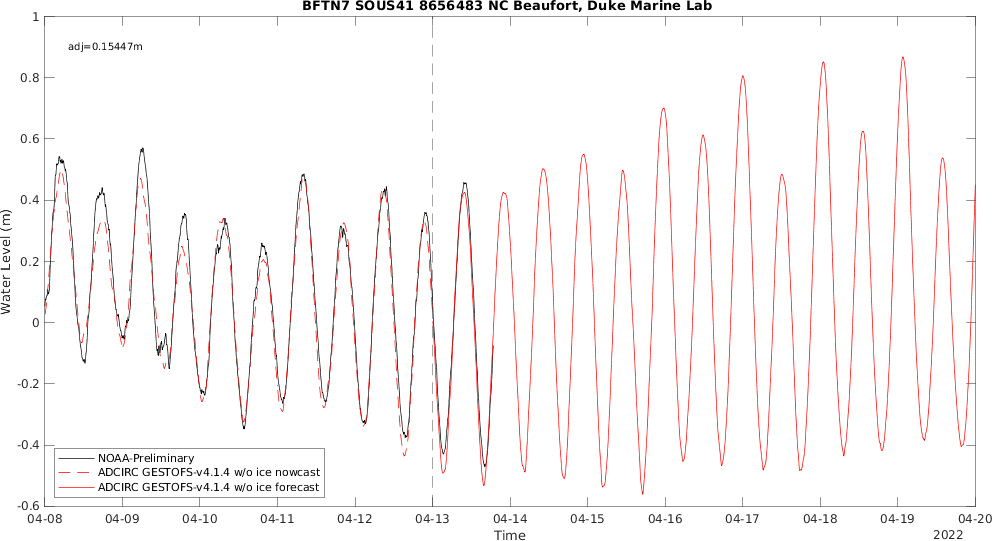 BFTN7 SOUS41 8656483 NC Beaufort, Duke Marine Lab
adj=0.15447m
Water Level (m)
1
0.8
0.6
0.4
0.2
0
-0.2
-0.4
-0.6
NOAA-Preliminary
ADCIRC GESTOFS-v4.1.4 w/o ice nowcast
ADCIRC GESTOFS-v4.1.4 w/o ice forecast
04-08 04-09 04-10 04-11 04-12 04-13 04-14 04-15 04-16 04-17 04-18 04-19 04-20
Time
2022